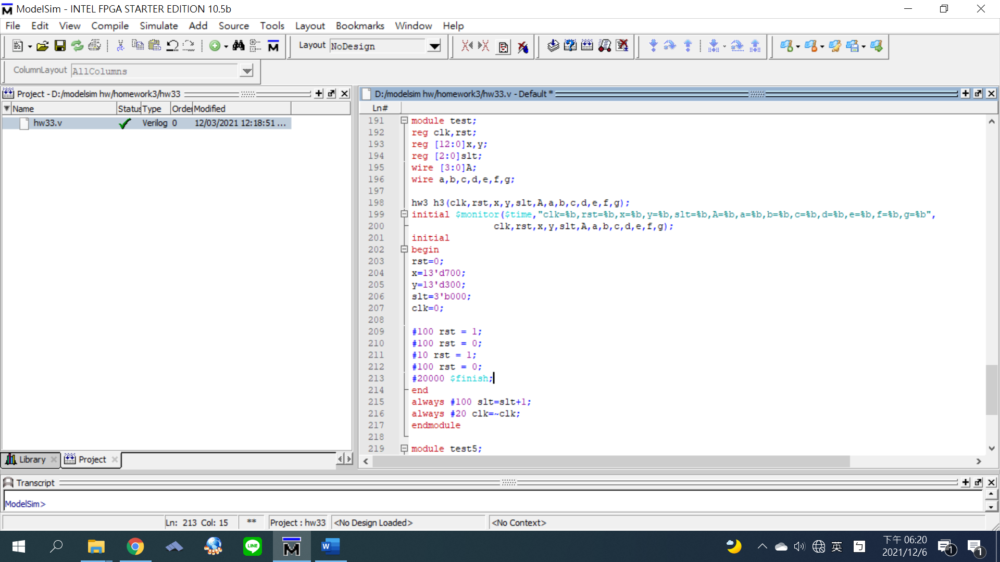 ModelSim - INTEL FPGA STARTER EDITION 10.5b
File Edit View Compile Simulate Add Source Tools Layout Bookmarks Window Help
Layout NoDesign
ColumnLayout AllColumns
Project - D:/modelsim hw/homework3/hw33
Name Status Type Order Modified
hw33.v Verilog 0 12/03/2021 12:18:51 ...
Library Project
D:/modelsim hw/homework3/hw33.v - Default *
Ln#
191 module test;
192 reg clk,rst;
193 reg [12:0]x,y;
194 reg [2:0]slt;
195 wire [3:0]A;
196 wire a,b,c,d,e,f,g;
197
198 hw3 h3(clk,rst,x,y,slt,A,a,b,c,d,e,f,g);
199 initial $monitor($time,"clk=%b,rst=%b,x=%b,y=%b,slt=%b,A=%b,a=%b,b=%b,c=%b,d=%b,e=%b,f=%b,g=%b",
200 clk,rst,x,y,slt,A,a,b,c,d,e,f,g);
201 initial
202 begin
203 rst=0;
204 x=13'd700;
205 y=13'd300;
206 slt=3'b000;
207 clk=0;
208
209 #100 rst = 1;
210 #100 rst = 0;
211 #10 rst = 1;
212 #100 rst = 0;
213 #20000 $finish;
214 end
215 always #100 slt=slt+1;
216 always #20 clk=~clk;
217 endmodule
218
219 module test5;
Transcript
ModelSim>
Ln: 213 Col: 15 ** Project : hw33 <No Design Loaded> <No Context>
LINE
W
英
下午 06:20
2021/12/6
1
1